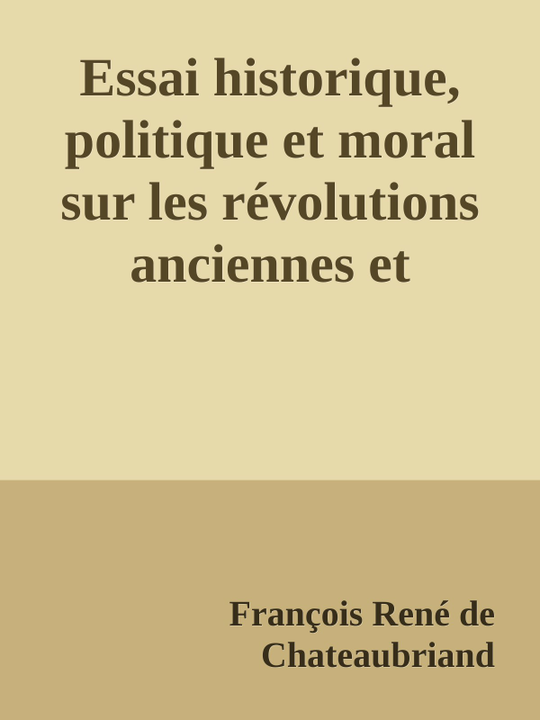 Essai historique,
politique et moral
sur les révolutions
anciennes et
François René de
Chateaubriand